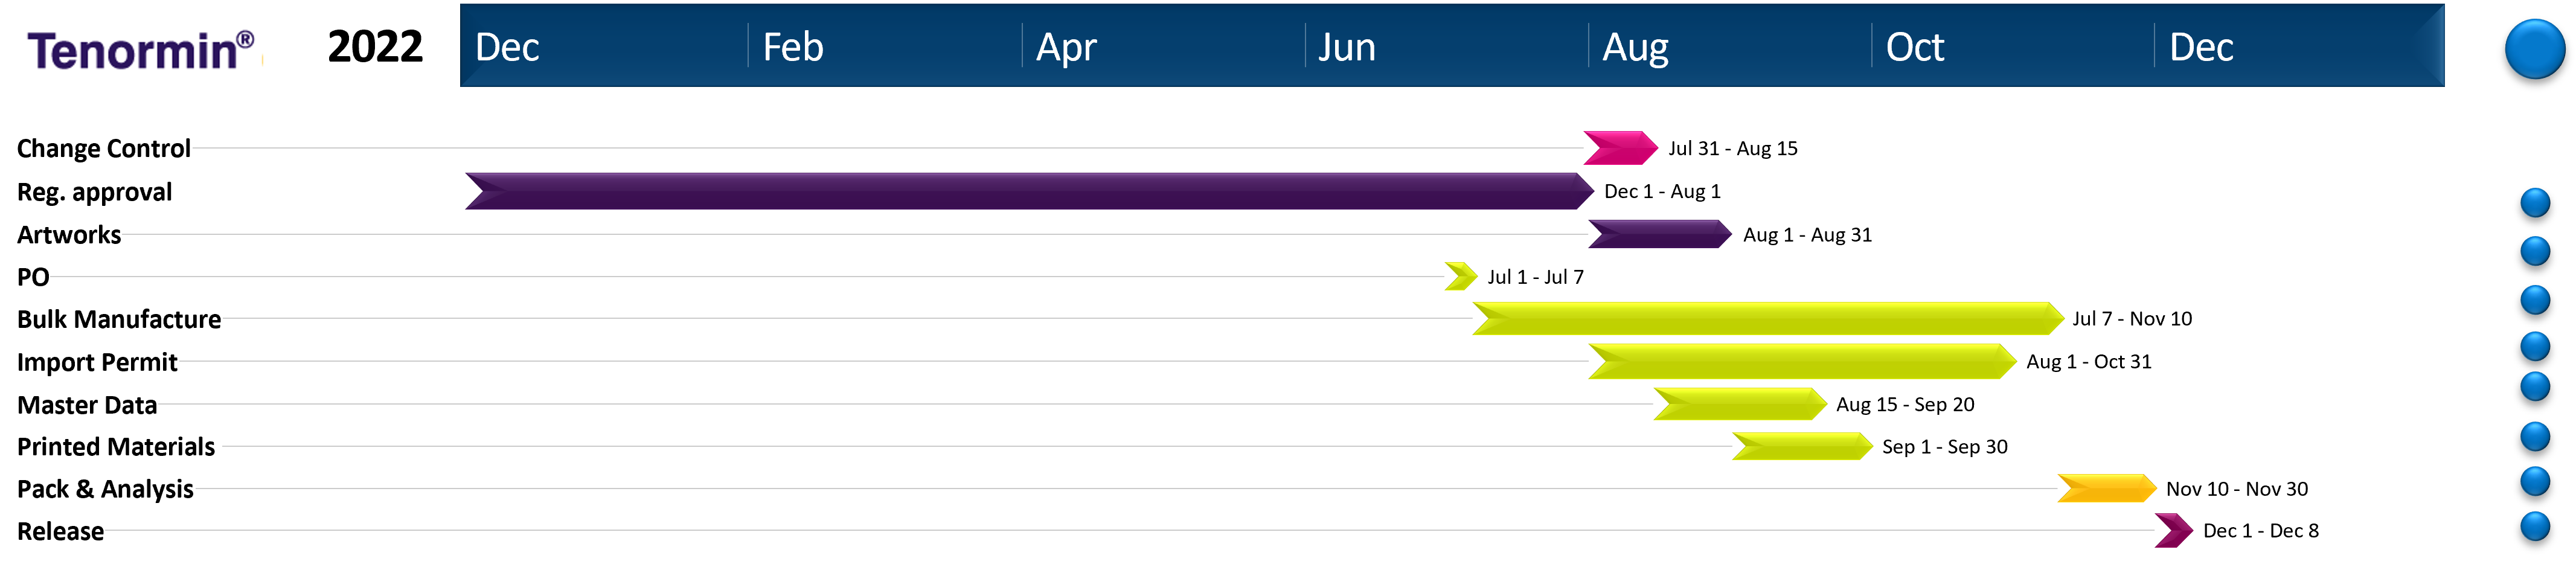 Tenormin® 2022 Dec Feb Apr Jun Aug Oct Dec
Change Control Jul 31 - Aug 15
Reg. approval Dec 1 - Aug 1
Artworks Aug 1 - Aug 31
PO Jul 1 - Jul 7
Bulk Manufacture Jul 7 - Nov 10
Import Permit Aug 1 - Oct 31
Master Data Aug 15 - Sep 20
Printed Materials Sep 1 - Sep 30
Pack & Analysis Nov 10 - Nov 30
Release Dec 1 - Dec 8